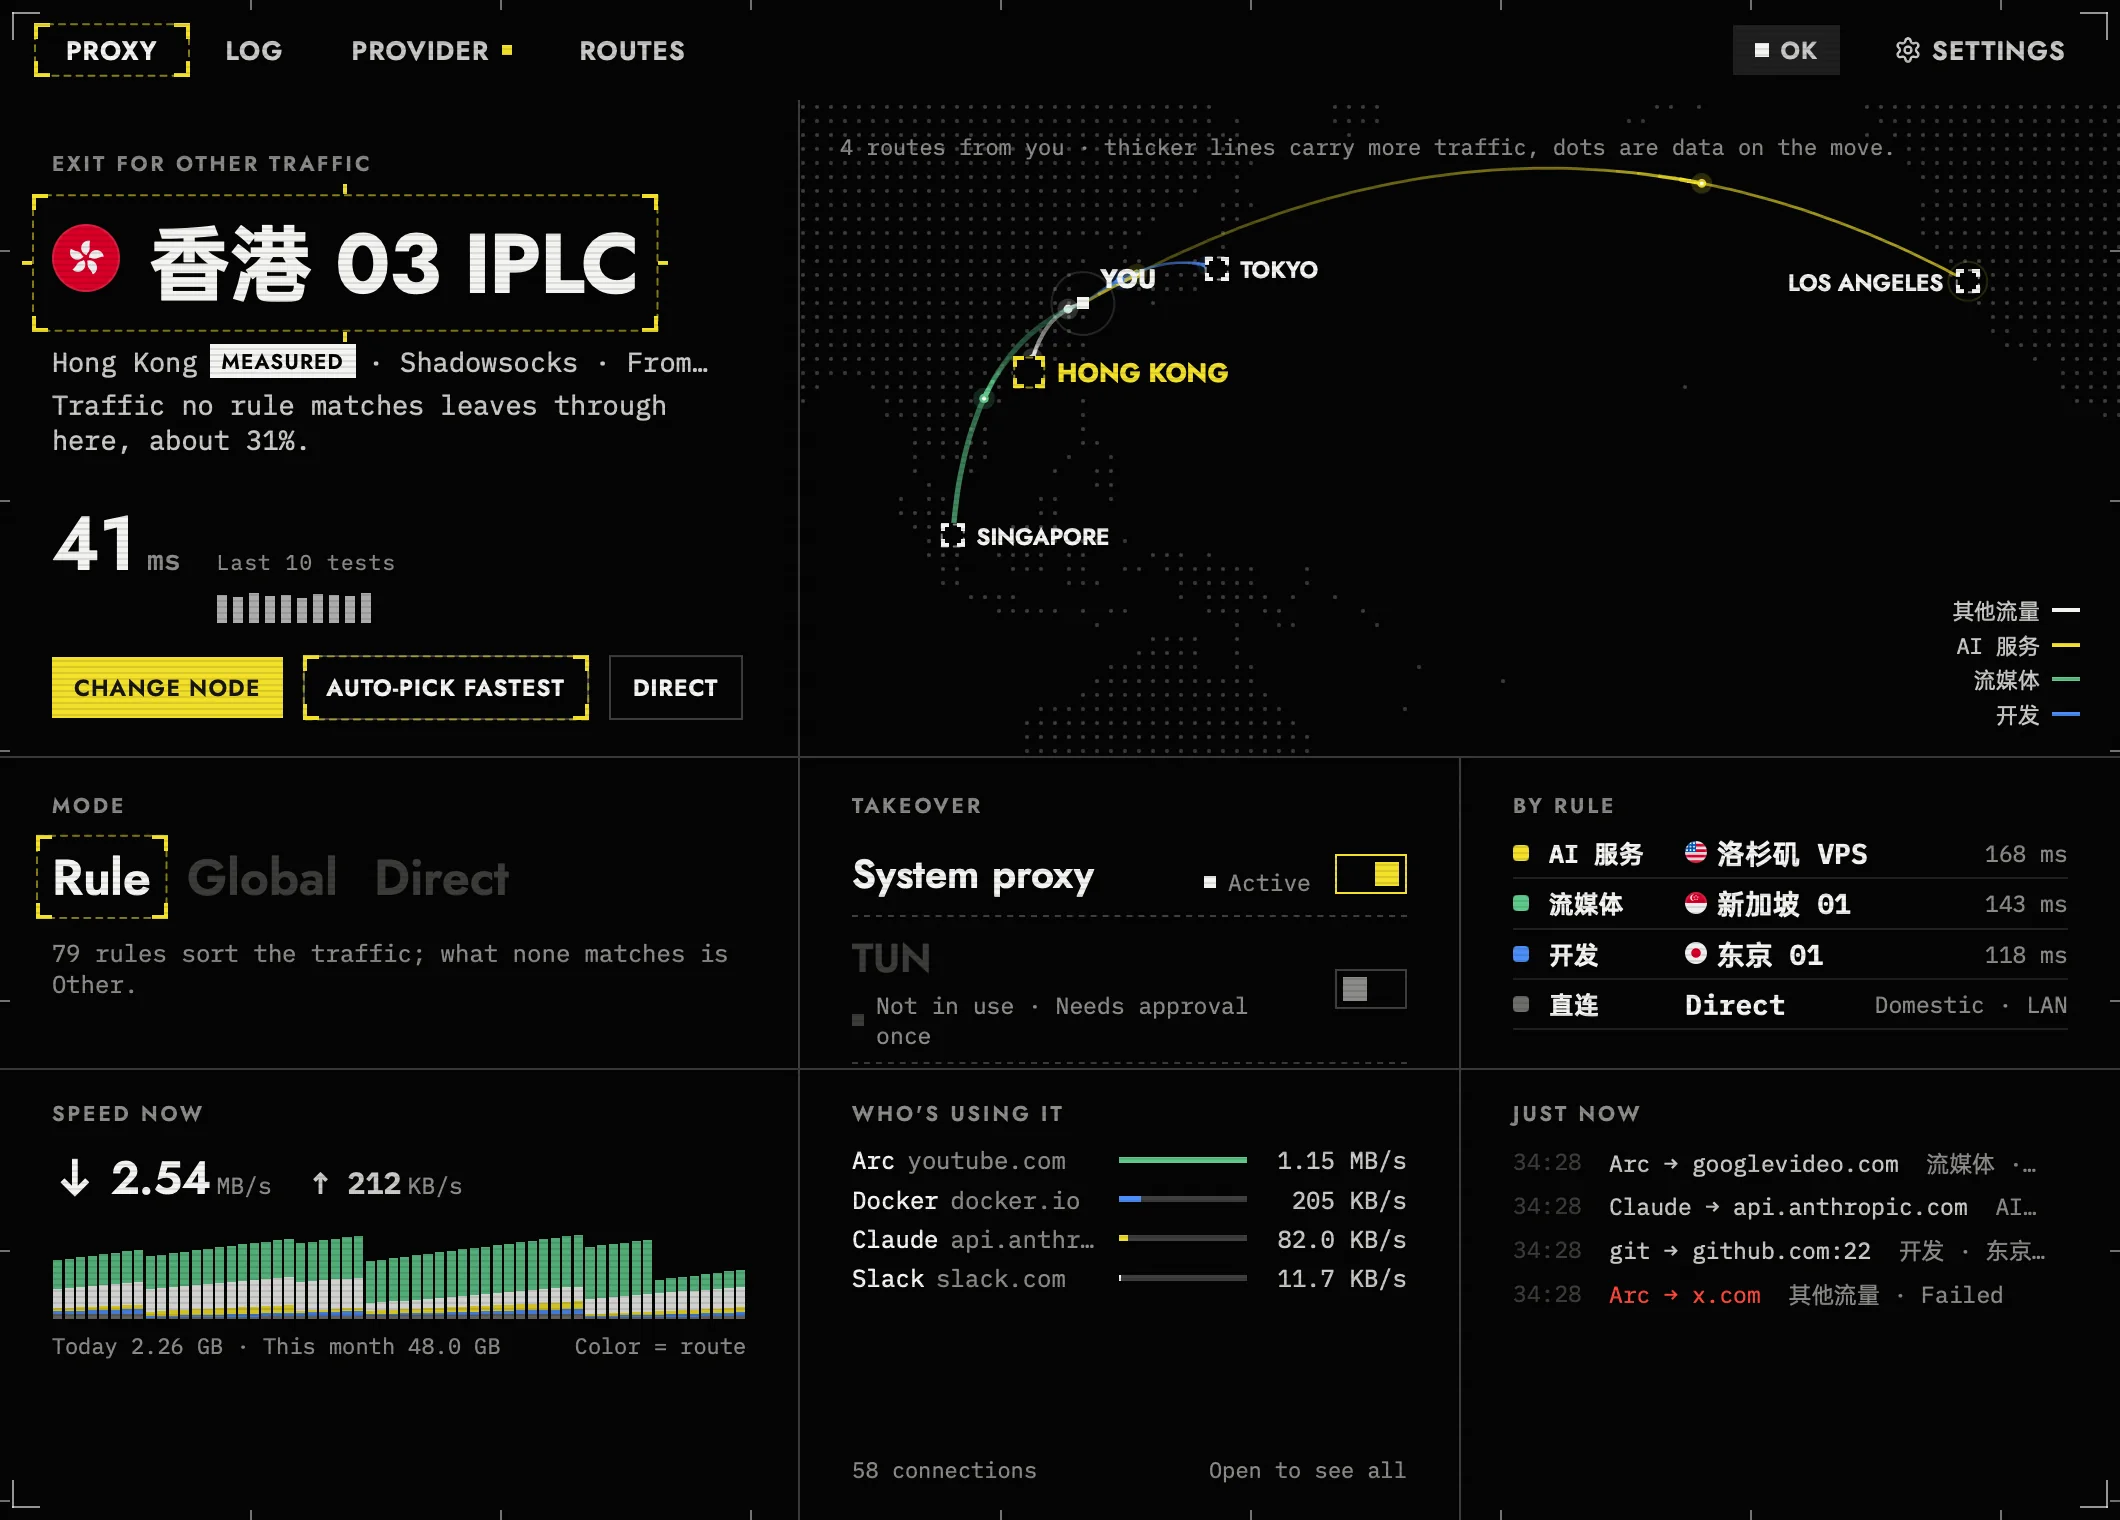 PROXY LOG PROVIDER ROUTES OK SETTINGS
EXIT FOR OTHER TRAFFIC
香港 03 IPLC
Hong Kong MEASURED · Shadowsocks · From…
Traffic no rule matches leaves through
here, about 31%.
41 ms Last 10 tests
CHANGE NODE AUTO-PICK FASTEST DIRECT
4 routes from you · thicker lines carry more traffic, dots are data on the move.
YOU
TOKYO
LOS ANGELES
HONG KONG
SINGAPORE
其他流量
AI 服务
流媒体
开发
MODE
Rule Global Direct
79 rules sort the traffic; what none matches is
Other.
TAKEOVER
System proxy Active
TUN
Not in use · Needs approval
once
BY RULE
AI 服务 洛杉矶 VPS 168 ms
流媒体 新加坡 01 143 ms
开发 东京 01 118 ms
直连 Direct Domestic · LAN
SPEED NOW
↓ 2.54 MB/s ↑ 212 KB/s
Today 2.26 GB · This month 48.0 GB Color = route
WHO'S USING IT
Arc youtube.com 1.15 MB/s
Docker docker.io 205 KB/s
Claude api.anthr… 82.0 KB/s
Slack slack.com 11.7 KB/s
58 connections Open to see all
JUST NOW
34:28 Arc → googlevideo.com 流媒体 ·…
34:28 Claude → api.anthropic.com AI…
34:28 git → github.com:22 开发 · 东京…
34:28 Arc → x.com 其他流量 · Failed